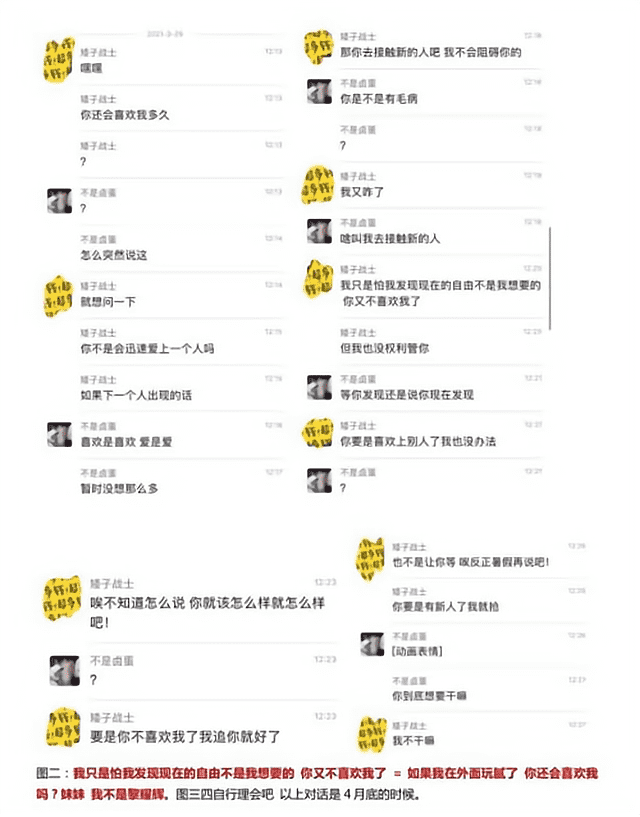 2021-3-29
矮子战士 12:13
嘿嘿
矮子战士 12:13
你还会喜欢我多久
矮子战士 12:13
?
不是卤蛋 12:13
?
不是卤蛋 12:14
怎么突然说这
矮子战士 12:14
就想问一下
矮子战士 12:15
你不是会迅速爱上一个人吗
矮子战士 12:16
如果下一个人出现的话
不是卤蛋 12:16
喜欢是喜欢 爱是爱
不是卤蛋 12:17
暂时没想那么多
矮子战士 12:18
那你去接触新的人吧 我不会阻碍你的
不是卤蛋 12:18
你是不是有毛病
不是卤蛋 12:18
?
矮子战士 12:18
我又咋了
不是卤蛋 12:18
啥叫我去接触新的人
矮子战士 12:20
我只是怕我发现现在的自由不是我想要的
你又不喜欢我了
矮子战士 12:20
但我也没权利管你
不是卤蛋 12:21
等你发现还是说你现在发现
矮子战士 12:21
你要是喜欢上别人了我也没办法
不是卤蛋 12:21
?
矮子战士 12:23
唉不知道怎么说 你就该怎么样就怎么样
吧!
不是卤蛋 12:23
?
矮子战士 12:23
要是你不喜欢我了我追你就好了
矮子战士 12:25
也不是让你等 唉反正暑假再说吧!
矮子战士
你要是有新人了我就抢
不是卤蛋 12:26
[动画表情]
不是卤蛋 12:27
你到底想要干嘛
矮子战士 12:27
我不干嘛
图二：我只是怕我发现现在的自由不是我想要的 你又不喜欢我了 = 如果我在外面玩腻了 你还会喜欢我
吗？妹妹 我不是黎耀辉。图三四自行理会吧 以上对话是 4 月底的时候。